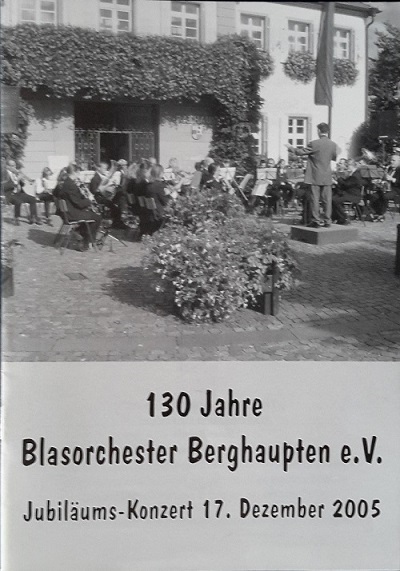 130 Jahre
Blasorchester Berghaupten e.V.
Jubiläums-Konzert 17. Dezember 2005